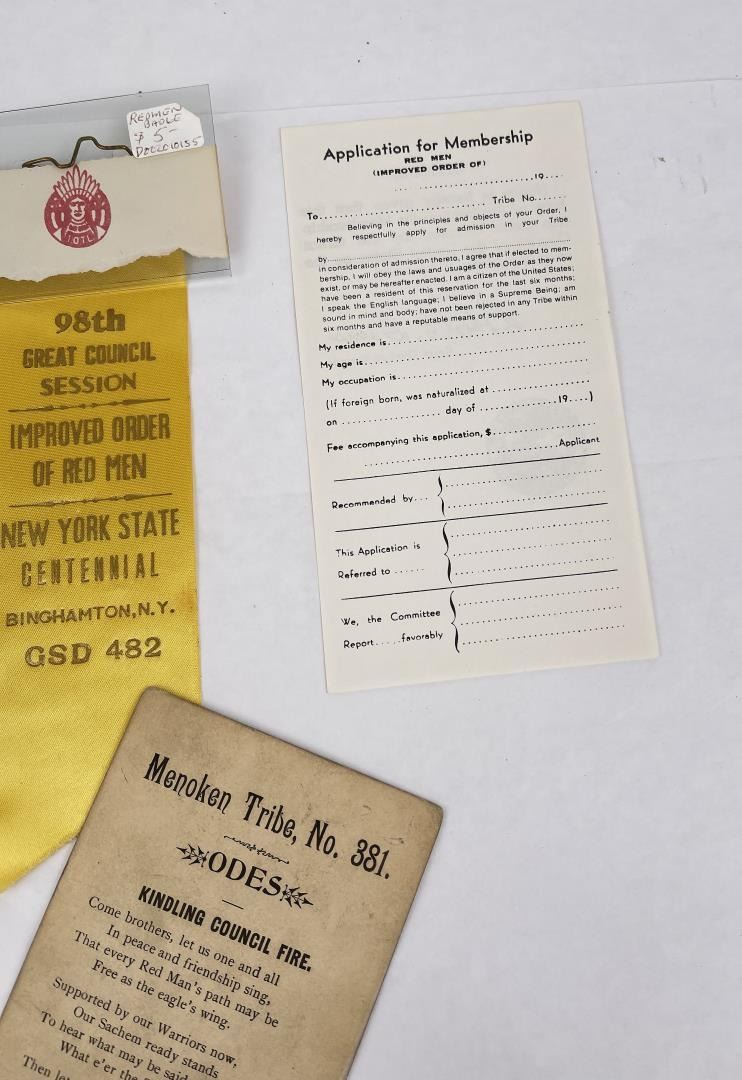 REDMEN
BADGE
$ 5-
D002010155
TOTE
98th
GREAT COUNCIL
SESSION
IMPROVED ORDER
OF RED MEN
NEW YORK STATE
CENTENNIAL
BINGHAMTON, N.Y.
GSD 482
Application for Membership
RED MEN
(IMPROVED ORDER OF)
....................19....
To........................................ Tribe No.......
Believing in the principles and objects of your Order, I
hereby respectfully apply for admission in your Tribe
by................................................
in consideration of admission thereto, I agree that if elected to mem-
bership, I will obey the laws and usuages of the Order as they now
exist, or may be hereafter enacted. I am a citizen of the United States;
have been a resident of this reservation for the last six months;
I speak the English language; I believe in a Supreme Being; am
sound in mind and body; have not been rejected in any Tribe within
six months and have a reputable means of support.
My residence is........................................
My age is........................................
My occupation is........................................
(If foreign born, was naturalized at ....................
on .................... day of ................19....)
Fee accompanying this application, $....................
........................................Applicant
Recommended by...
This Application is
Referred to ......
We, the Committee
Report.....favorably
Menoken Tribe, No. 381.
ODES
KINDLING COUNCIL FIRE.
Come brothers, let us one and all
In peace and friendship sing,
That every Red Man's path may be
Free as the eagle's wing.
Supported by our Warriors now,
Our Sachem ready stands
To hear what may be said
What e'er the
Then let